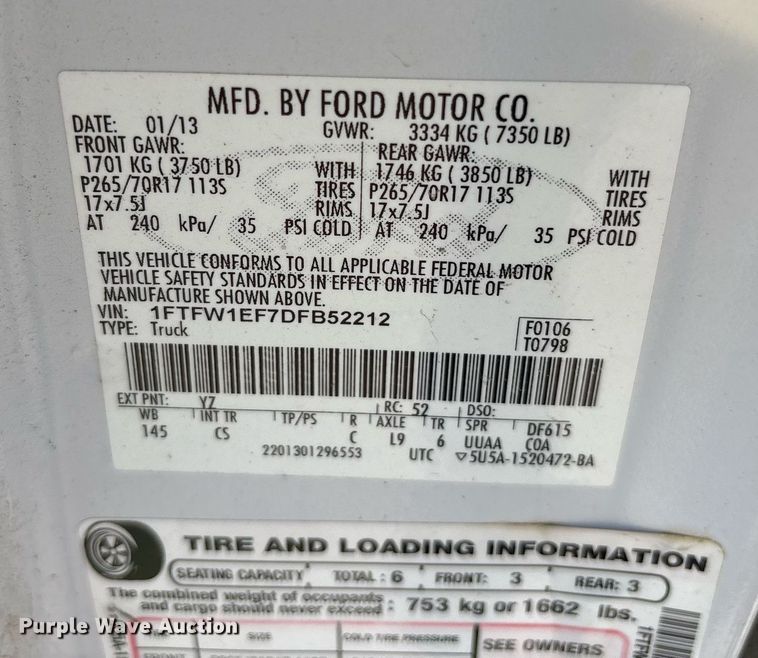 MFD. BY FORD MOTOR CO.
DATE: 01/13 GVWR: 3334 KG ( 7350 LB)
FRONT GAWR: REAR GAWR:
1701 KG ( 3750 LB) WITH 1746 KG ( 3850 LB) WITH
P265/70R17 113S TIRES P265/70R17 113S TIRES
17x7.5J RIMS 17x7.5J RIMS
AT 240 kPa/ 35 PSI COLD AT 240 kPa/ 35 PSI COLD
THIS VEHICLE CONFORMS TO ALL APPLICABLE FEDERAL MOTOR
VEHICLE SAFETY STANDARDS IN EFFECT ON THE DATE OF
MANUFACTURE SHOWN ABOVE.
VIN: 1FTFW1EF7DFB52212
TYPE: Truck
F0106
T0798
EXT PNT: YZ RC: 52 DSO:
WB INT TR TP/PS R AXLE TR SPR DF615
145 CS C L9 6 UUAA COA
2201301296553 UTC ▽5U5A-1520472-BA
TIRE AND LOADING INFORMATION
SEATING CAPACITY TOTAL : 6 FRONT: 3 REAR: 3
The combined weight of occupants
and cargo should never exceed : 753 kg or 1662 lbs.
SIZE COLD TIRE PRESSURE SEE OWNERS
Purple Wave Auction